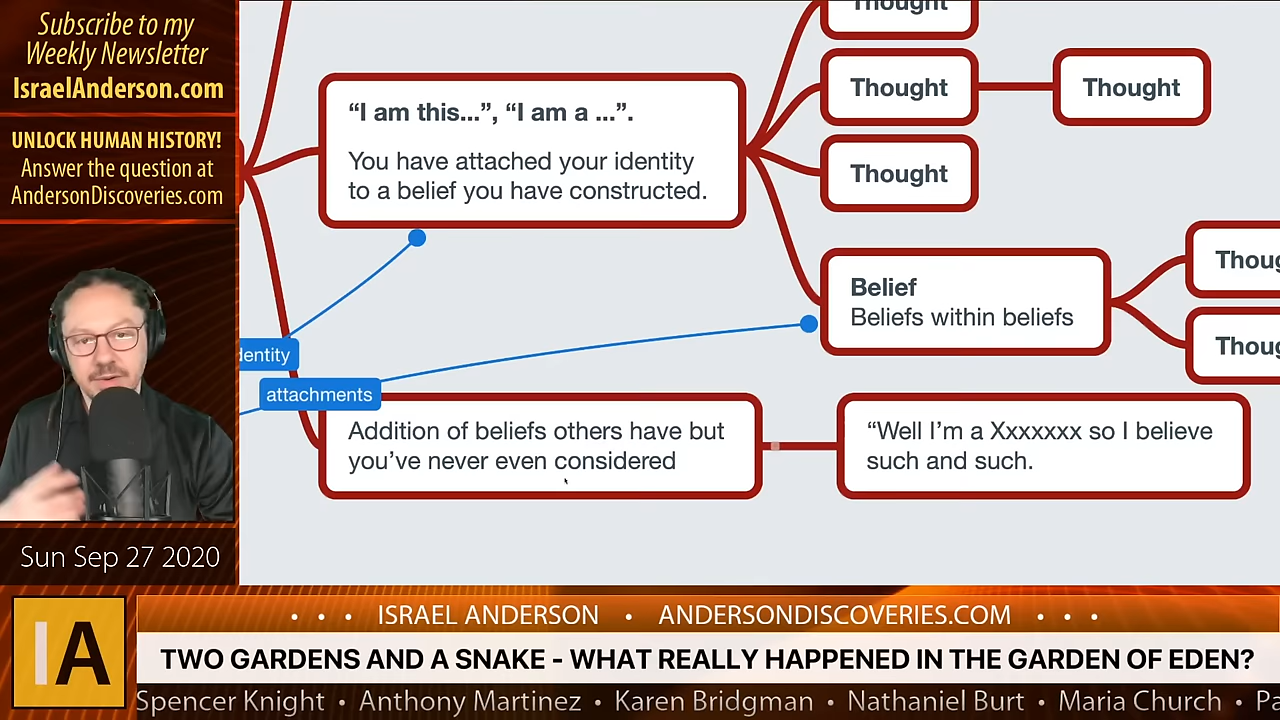 Subscribe to my
Weekly Newsletter
IsraelAnderson.com
UNLOCK HUMAN HISTORY!
Answer the question at
AndersonDiscoveries.com
Sun Sep 27 2020
“I am this...”, “I am a ...”.
You have attached your identity
to a belief you have constructed.
Thought
Thought
Thought
Thought
Belief
Beliefs within beliefs
Thoug
Thoug
dentity
attachments
Addition of beliefs others have but
you’ve never even considered
“Well I’m a Xxxxxxx so I believe
such and such.
IA
• • • ISRAEL ANDERSON • ANDERSONDISCOVERIES.COM • • •
TWO GARDENS AND A SNAKE - WHAT REALLY HAPPENED IN THE GARDEN OF EDEN?
Spencer Knight • Anthony Martinez • Karen Bridgman • Nathaniel Burt • Maria Church • Pa